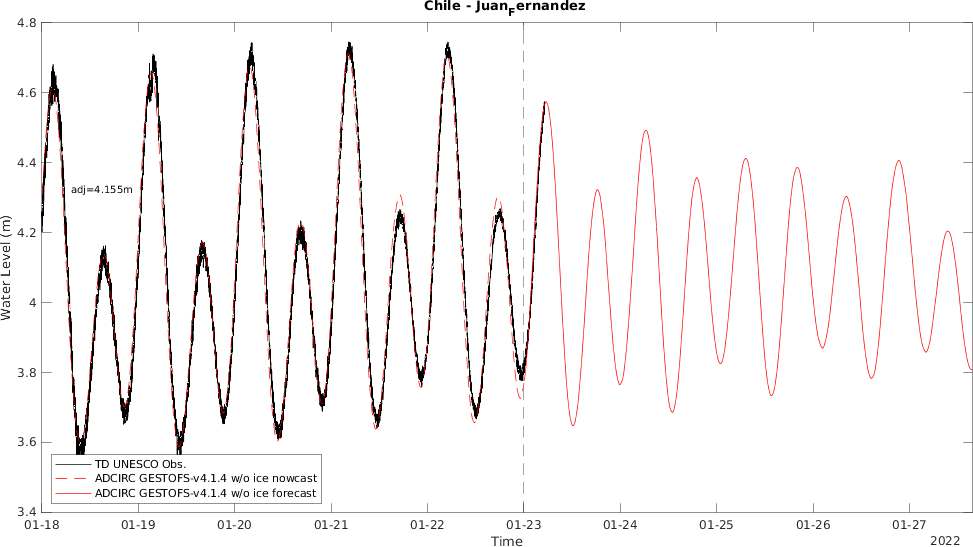 Chile - Juan_Fernandez
4.8
4.6
4.4
4.2
4
3.8
3.6
3.4
Water Level (m)
adj=4.155m
TD UNESCO Obs.
ADCIRC GESTOFS-v4.1.4 w/o ice nowcast
ADCIRC GESTOFS-v4.1.4 w/o ice forecast
01-18 01-19 01-20 01-21 01-22 01-23 01-24 01-25 01-26 01-27
Time
2022